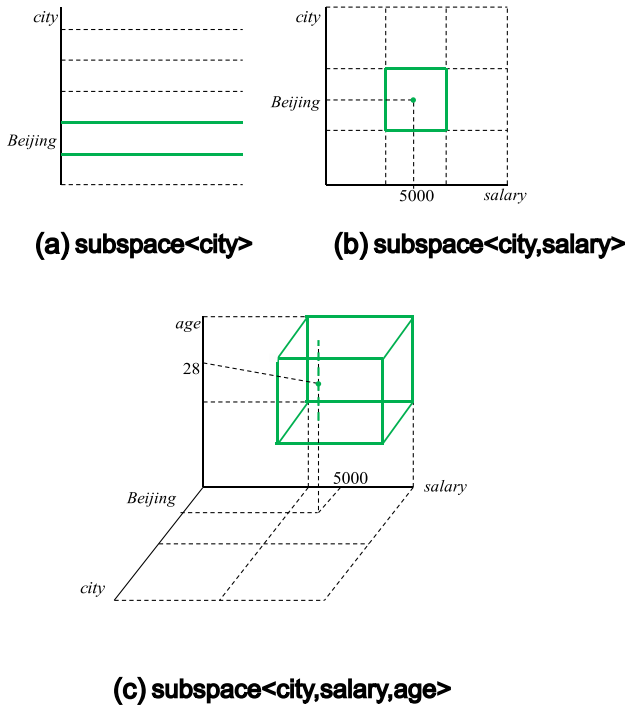 city
Beijing
(a) subspace<city>
city
Beijing
5000
salary
(b) subspace<city,salary>
age
28
5000
Beijing
salary
city
(c) subspace<city,salary,age>